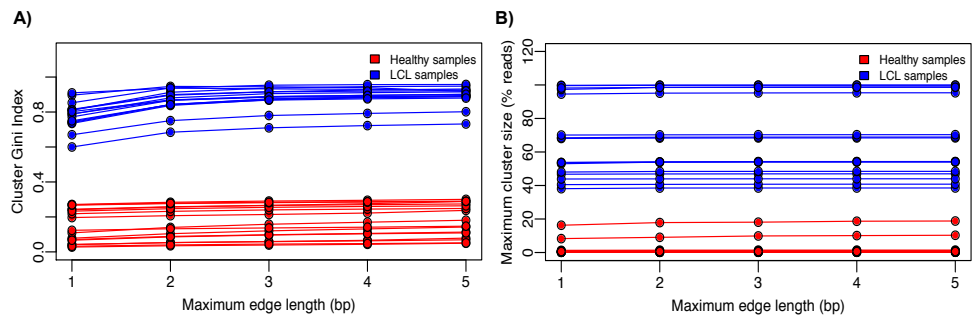 A)
Cluster Gini Index
0.0
0.4
0.8
Healthy samples
LCL samples
1 2 3 4 5
Maximum edge length (bp)
B)
Maximum cluster size (% reads)
0 20 40 60 80 120
Healthy samples
LCL samples
1 2 3 4 5
Maximum edge length (bp)